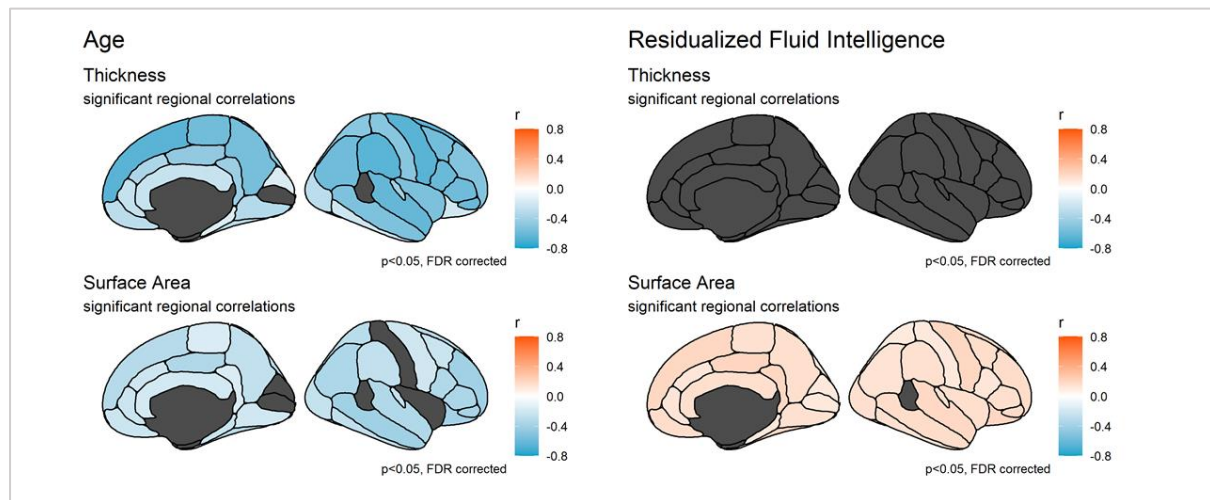 Age
Thickness
significant regional correlations
r
0.8
0.4
0.0
-0.4
-0.8
p<0.05, FDR corrected
Surface Area
significant regional correlations
r
0.8
0.4
0.0
-0.4
-0.8
p<0.05, FDR corrected
Residualized Fluid Intelligence
Thickness
significant regional correlations
r
0.8
0.4
0.0
-0.4
-0.8
p<0.05, FDR corrected
Surface Area
significant regional correlations
r
0.8
0.4
0.0
-0.4
-0.8
p<0.05, FDR corrected